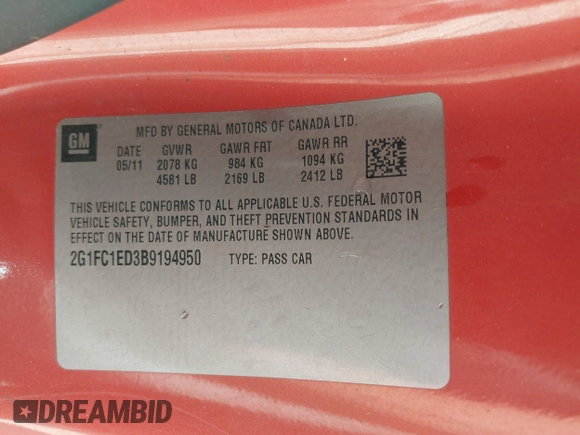 GM
MFD BY GENERAL MOTORS OF CANADA LTD.
DATE GVWR GAWR FRT GAWR RR
05/11 2078 KG 984 KG 1094 KG
4581 LB 2169 LB 2412 LB
THIS VEHICLE CONFORMS TO ALL APPLICABLE U.S. FEDERAL MOTOR
VEHICLE SAFETY, BUMPER, AND THEFT PREVENTION STANDARDS IN
EFFECT ON THE DATE OF MANUFACTURE SHOWN ABOVE.
2G1FC1ED3B9194950 TYPE: PASS CAR
DREAMBID